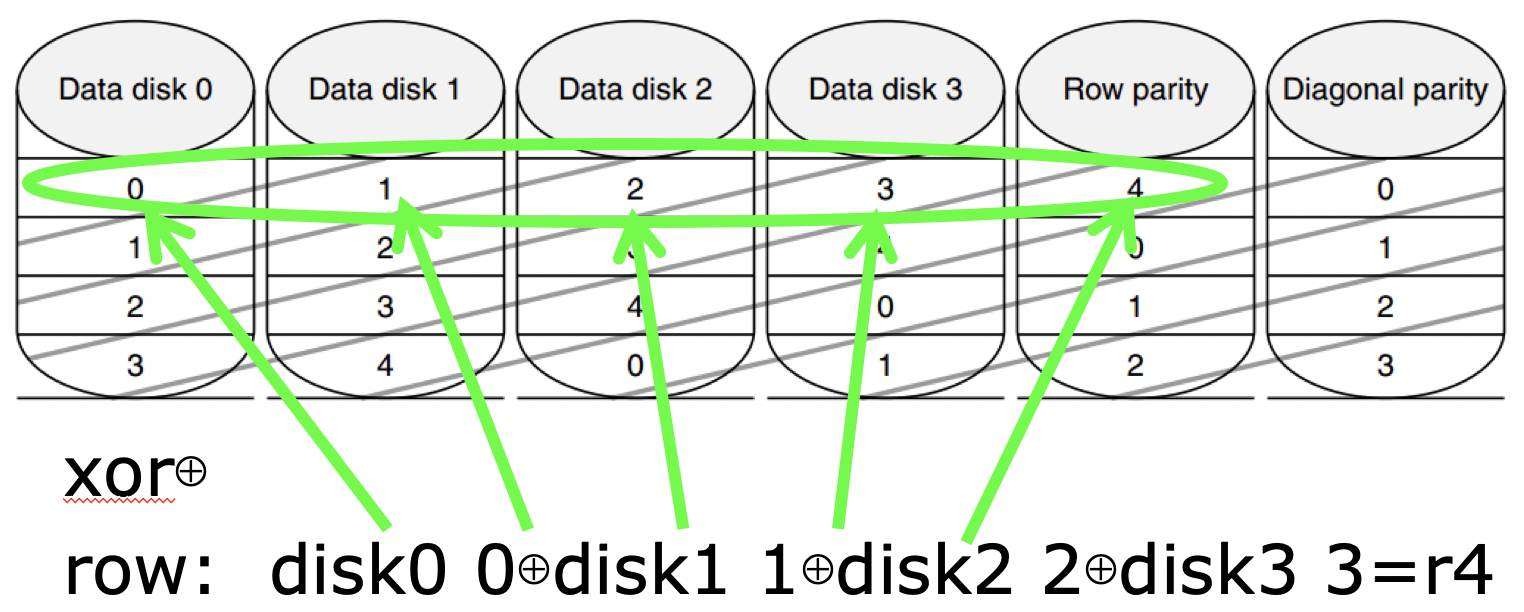 Data disk 0 Data disk 1 Data disk 2 Data disk 3 Row parity Diagonal parity
0 1 2 3 4 0
1 2 0 1
2 3 4 0 1 2
3 4 0 1 2 3
xor⊕
row: disk0 0⊕disk1 1⊕disk2 2⊕disk3 3=r4